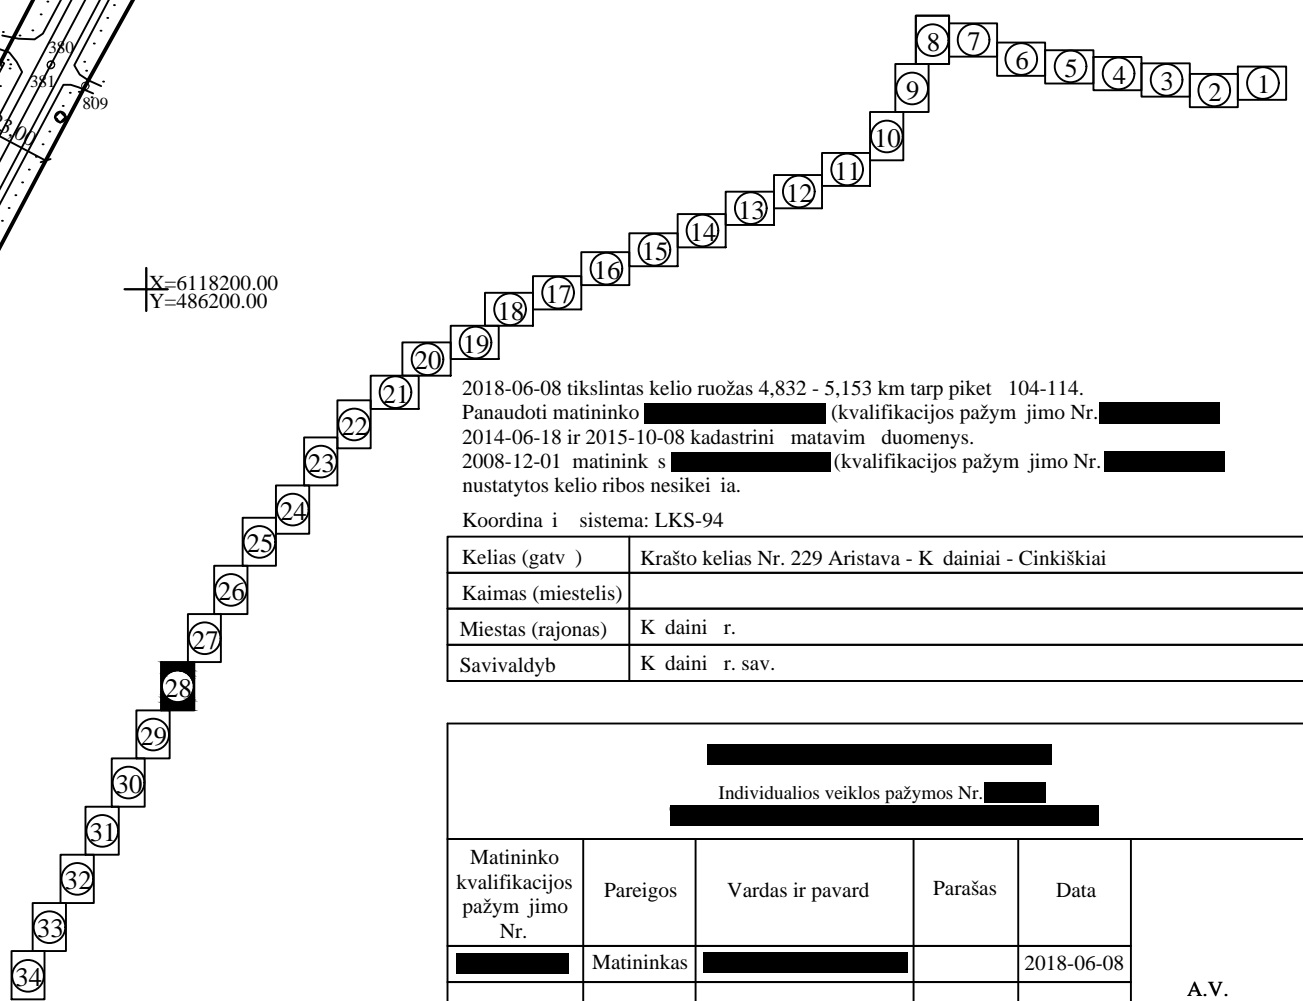 380
381
809
3,00
X=6118200.00
Y=486200.00
1
2
3
4
5
6
7
8
9
10
11
12
13
14
15
16
17
18
19
20
21
22
23
24
25
26
27
28
29
30
31
32
33
34
2018-06-08 tikslintas kelio ruožas 4,832 - 5,153 km tarp piket 104-114.
Panaudoti matininko (kvalifikacijos pažym jimo Nr.
2014-06-18 ir 2015-10-08 kadastrini matavim duomenys.
2008-12-01 matinink s (kvalifikacijos pažym jimo Nr.
nustatytos kelio ribos nesikei ia.
Koordina i sistema: LKS-94
Kelias (gatv ) Krašto kelias Nr. 229 Aristava - K dainiai - Cinkiškiai
Kaimas (miestelis)
Miestas (rajonas) K daini r.
Savivaldyb K daini r. sav.
Individualios veiklos pažymos Nr.
Matininko
kvalifikacijos
pažym jimo
Nr.
Pareigos
Vardas ir pavard
Parašas
Data
Matininkas 2018-06-08
A.V.